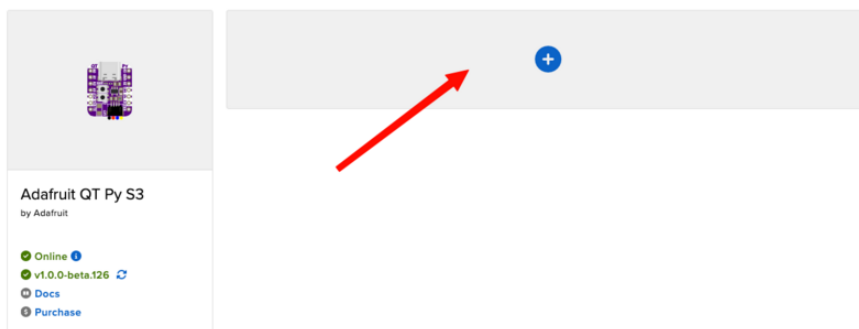 Adafruit QT Py S3
by Adafruit
Online
v1.0.0-beta.126
Docs
Purchase